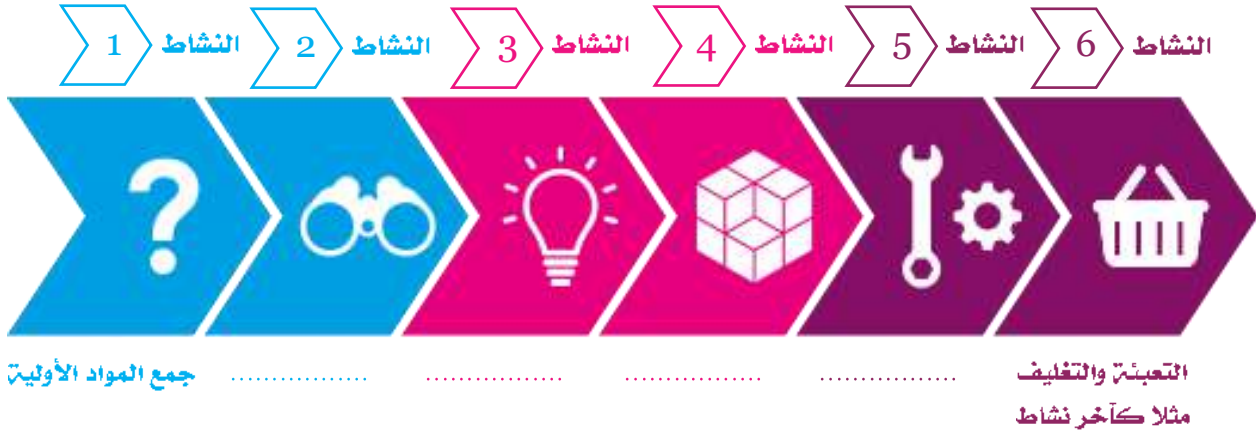 النشاط 1
النشاط 2
النشاط 3
النشاط 4
النشاط 5
النشاط 6
جمع المواد الأولية
................
................
................
................
التعبئة والتغليف
مثلا كآخر نشاط